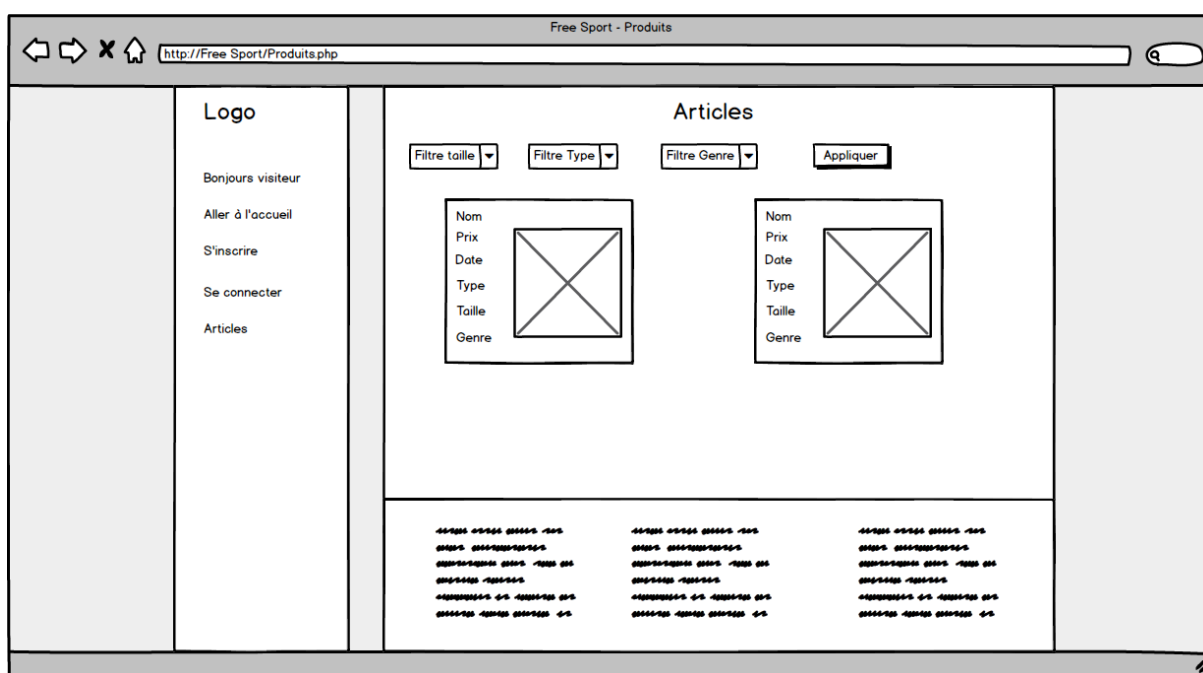 Free Sport - Produits
http://Free Sport/Produits.php
Logo
Bonjours visiteur
Aller à l'accueil
S'inscrire
Se connecter
Articles
Articles
Filtre taille
Filtre Type
Filtre Genre
Appliquer
Nom
Prix
Date
Type
Taille
Genre
Nom
Prix
Date
Type
Taille
Genre